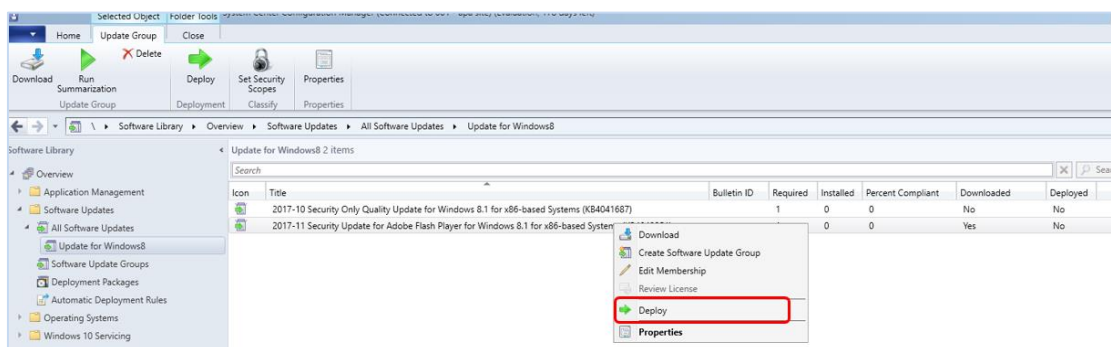 Selected Object Folder Tools System Center Configuration Manager (Connected to
Home Update Group Close
Download
Run Summarization
Delete
Deploy
Set Security Scopes
Properties
Update Group Deployment Classify Properties
\ Software Library Overview Software Updates All Software Updates Update for Windows8
Software Library
Overview
Application Management
Software Updates
All Software Updates
Update for Windows8
Software Update Groups
Deployment Packages
Automatic Deployment Rules
Operating Systems
Windows 10 Servicing
Update for Windows8 2 items
Search
Icon Title Bulletin ID Required Installed Percent Compliant Downloaded Deployed
2017-10 Security Only Quality Update for Windows 8.1 for x86-based Systems (KB4041687) 1 0 0 No No
2017-11 Security Update for Adobe Flash Player for Windows 8.1 for x86-based 0 0 Yes No
Download
Create Software Update Group
Edit Membership
Review License
Deploy
Properties